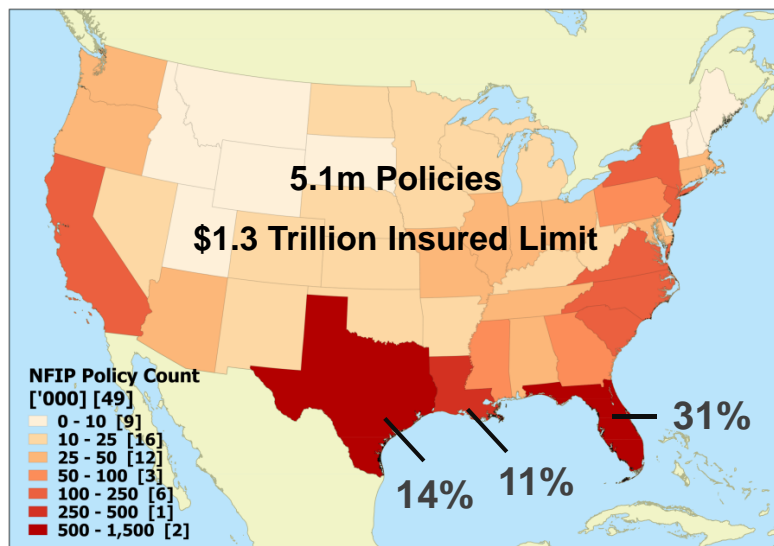 5.1m Policies
$1.3 Trillion Insured Limit
NFIP Policy Count
['000] [49]
0 - 10 [9]
10 - 25 [16]
25 - 50 [12]
50 - 100 [3]
100 - 250 [6]
250 - 500 [1]
500 - 1,500 [2]
14%
11%
31%